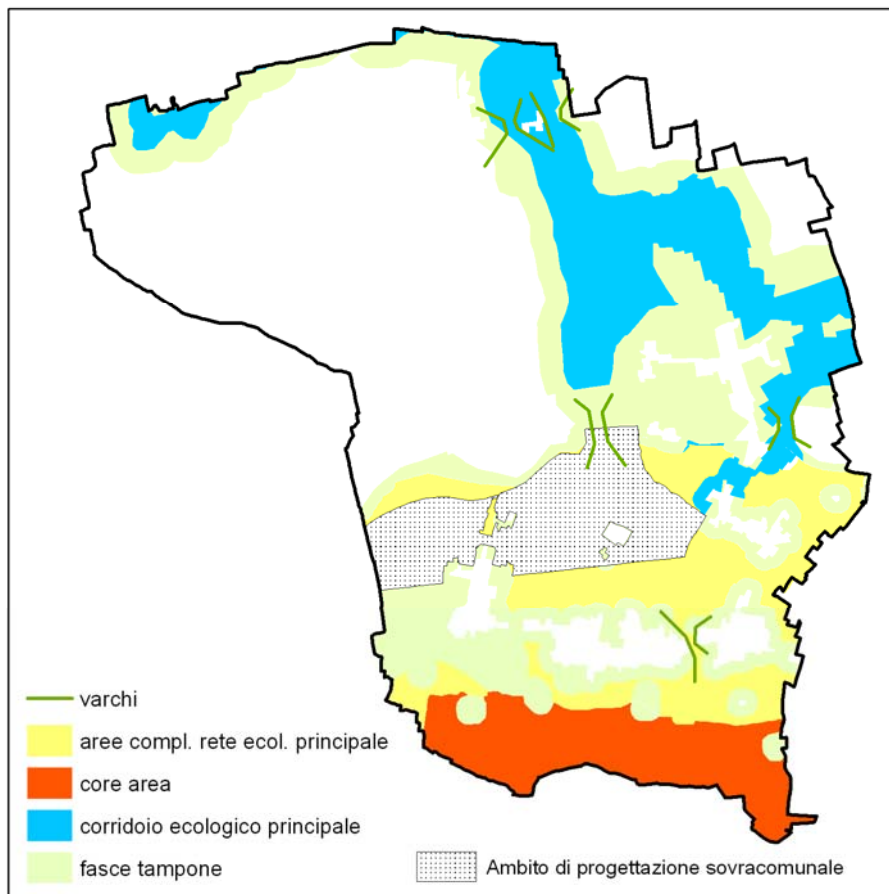 varchi
aree compl. rete ecol. principale
core area
corridoio ecologico principale
fasce tampone
Ambito di progettazione sovracomunale